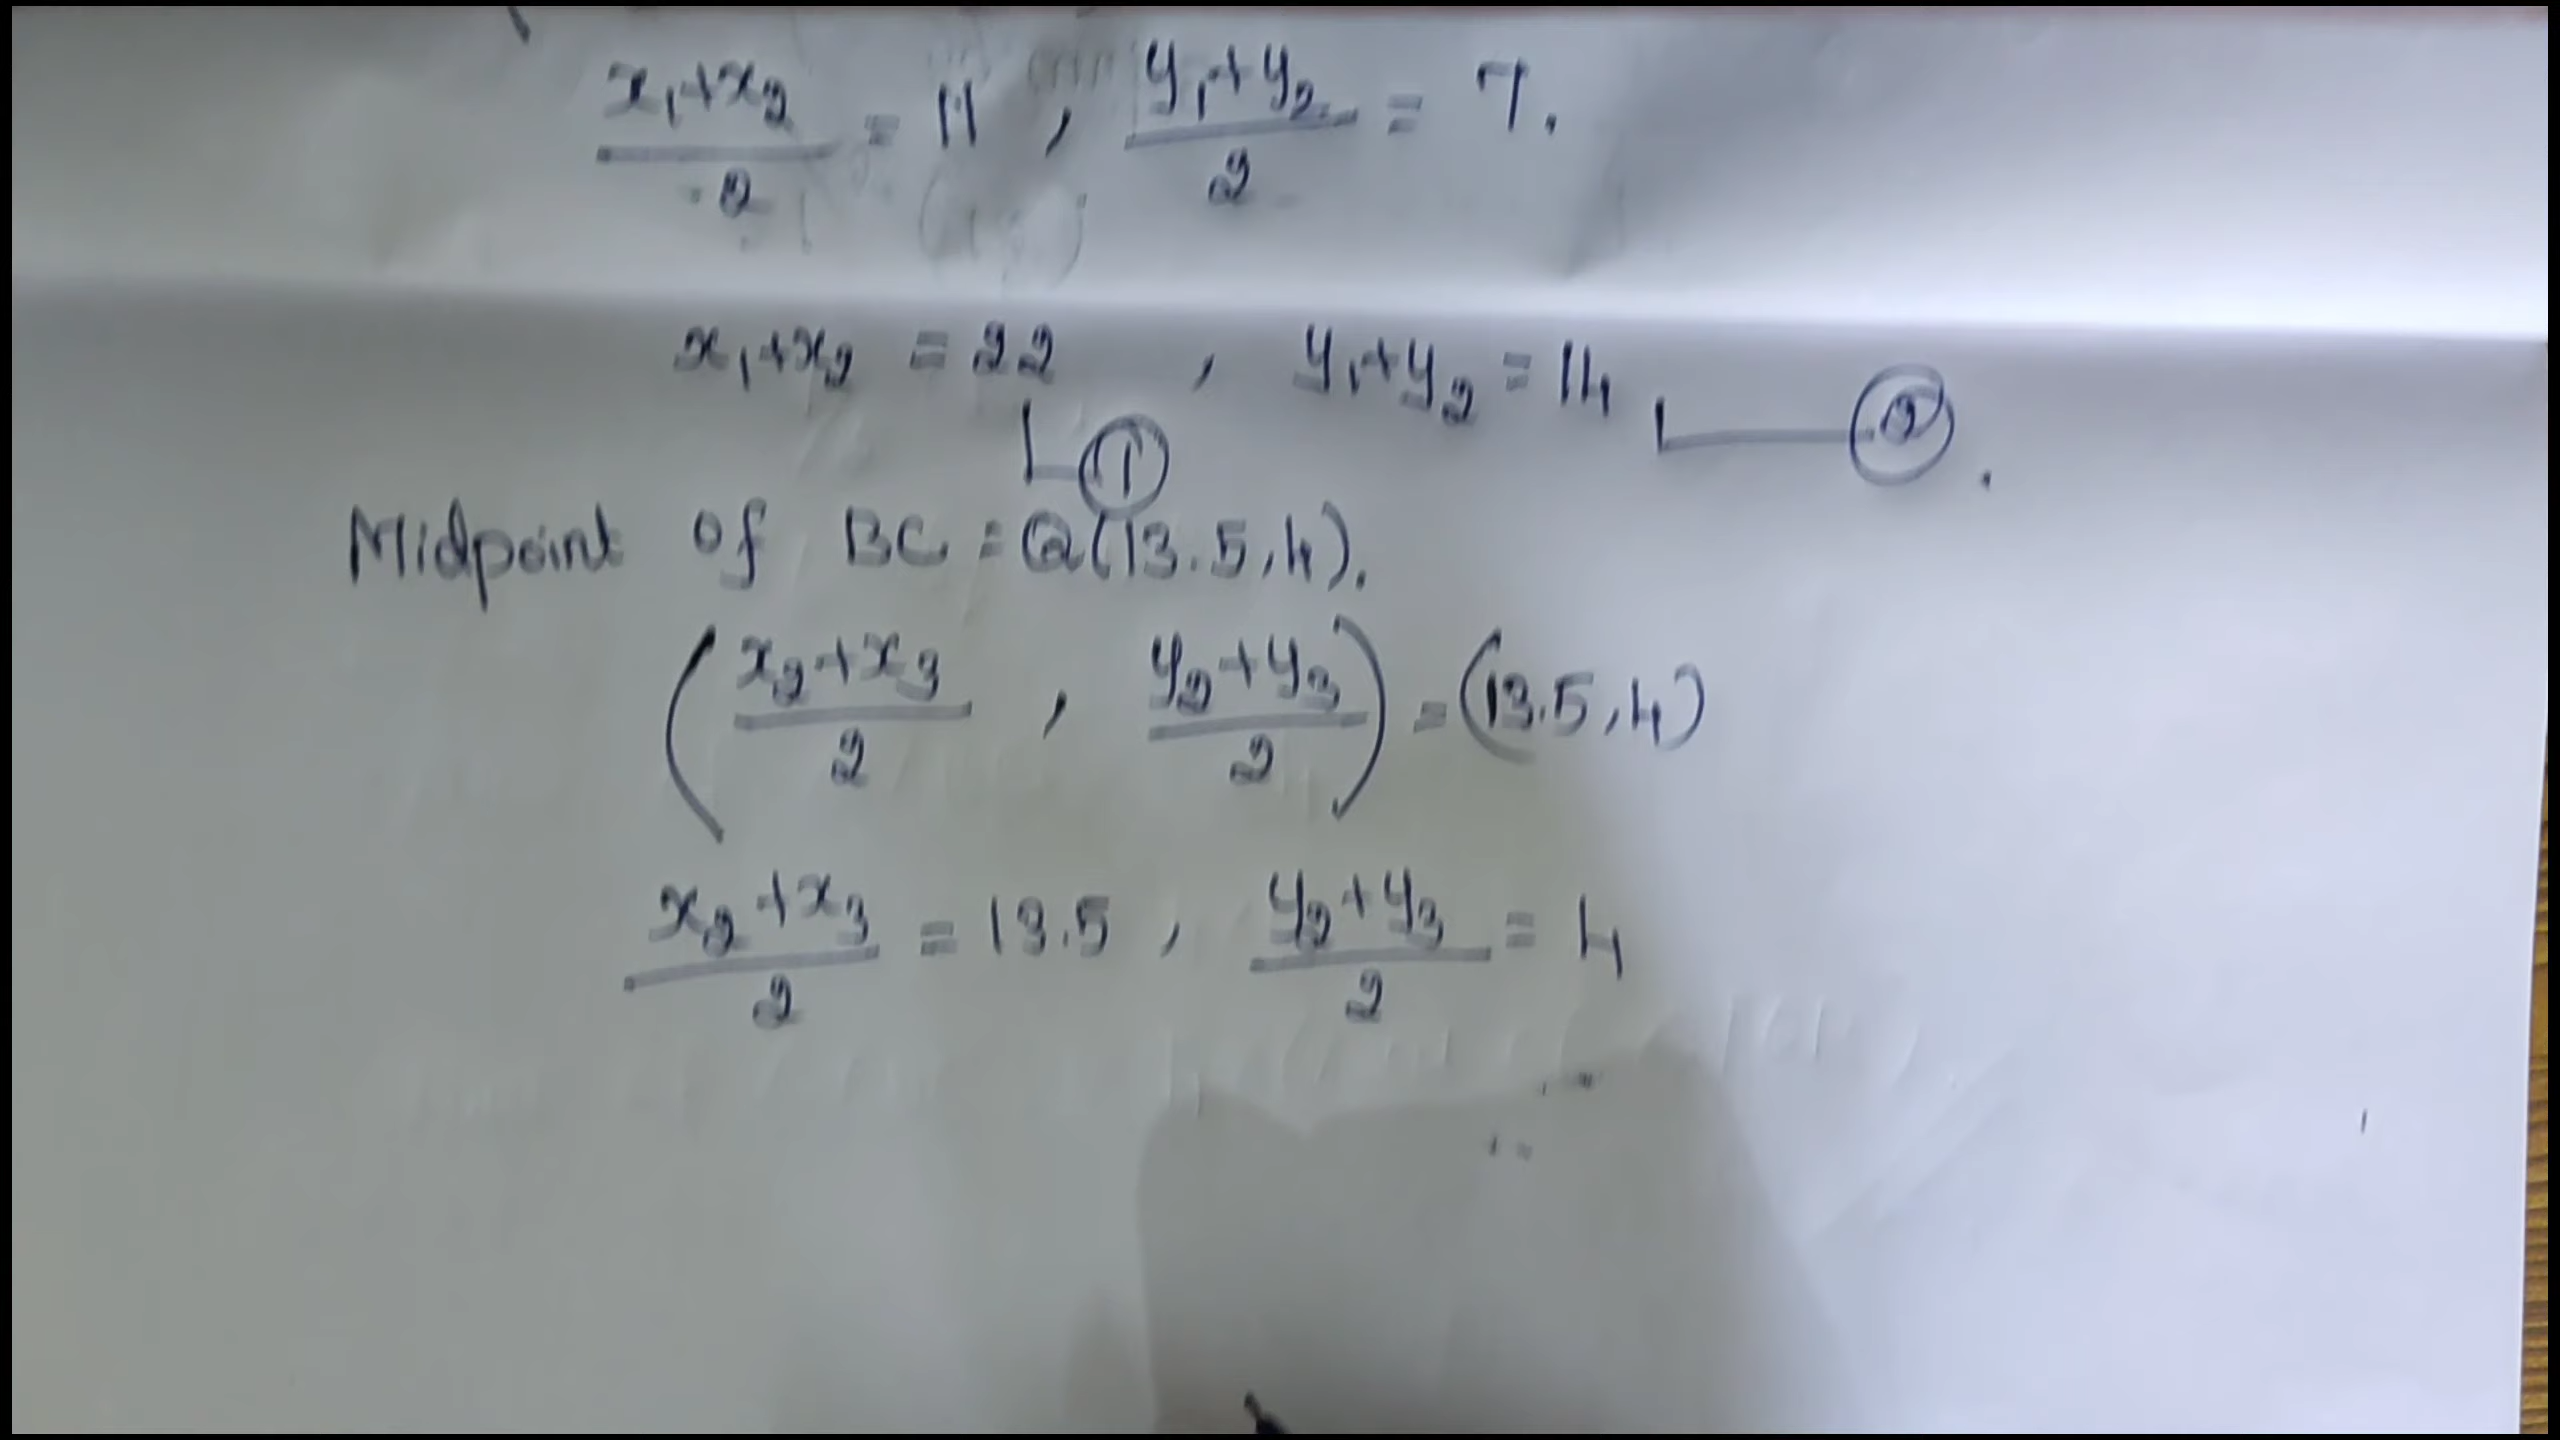 x₁+x₂/2 = 11 , y₁+y₂/2 = 7.
x₁+x₂ = 22 , y₁+y₂ = 14
① ②.
Midpoint of BC = Q(13.5,4).
(x₂+x₃/2 , y₂+y₃/2) = (13.5,4)
x₂+x₃/2 = 13.5 , y₂+y₃/2 = 4